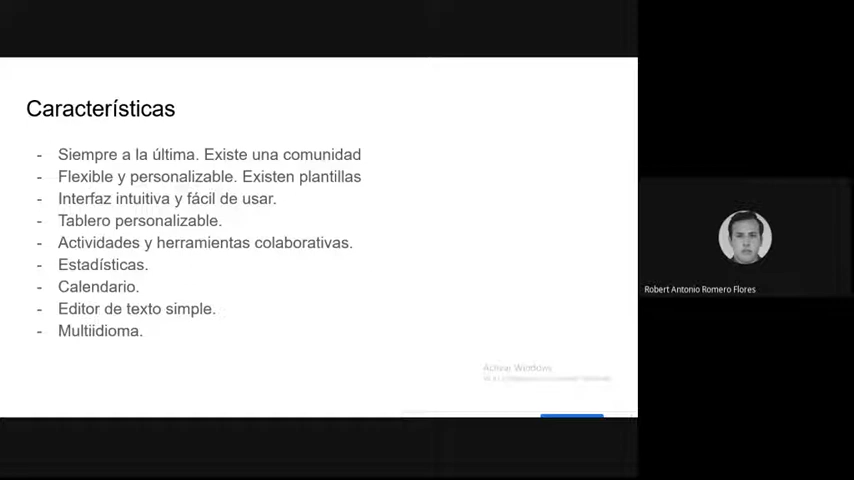 Características
- Siempre a la última. Existe una comunidad
- Flexible y personalizable. Existen plantillas
- Interfaz intuitiva y fácil de usar.
- Tablero personalizable.
- Actividades y herramientas colaborativas.
- Estadísticas.
- Calendario.
- Editor de texto simple.
- Multiidioma.
Activar Windows
Robert Antonio Romero Flores